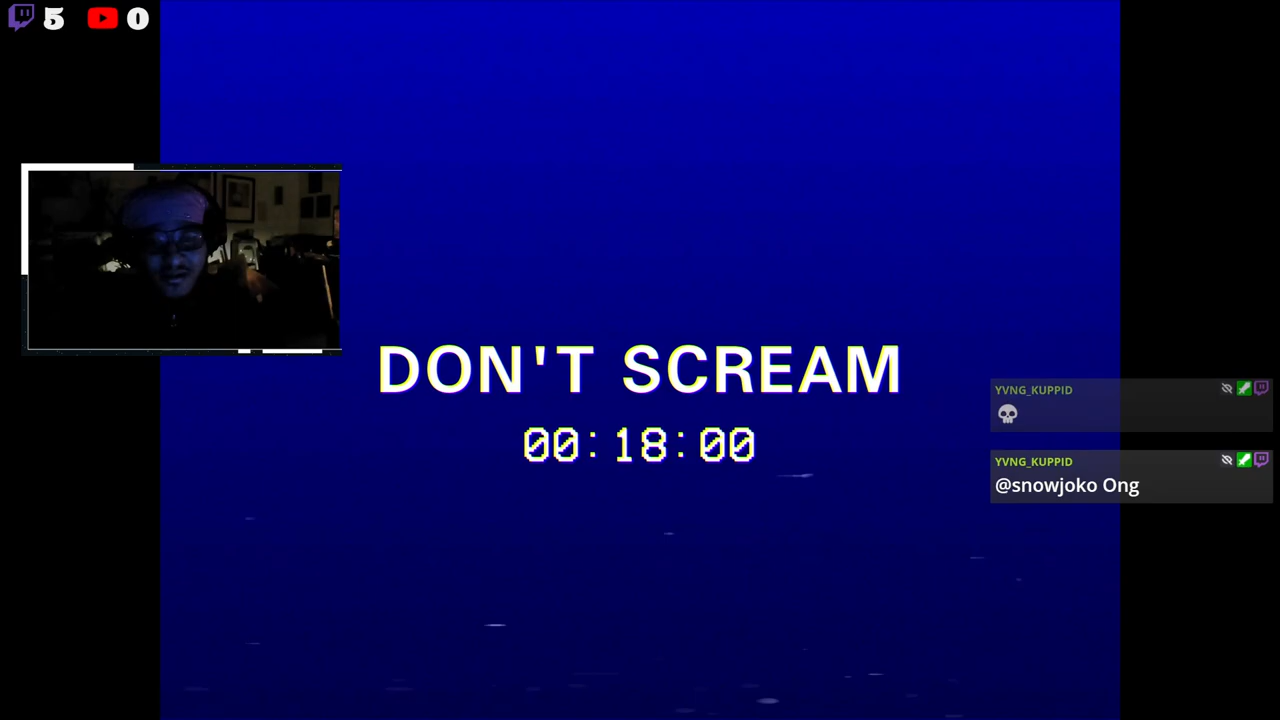 5 0
DON'T SCREAM
00:18:00
YVNG_KUPPID
💀
YVNG_KUPPID
@snowjoko Ong